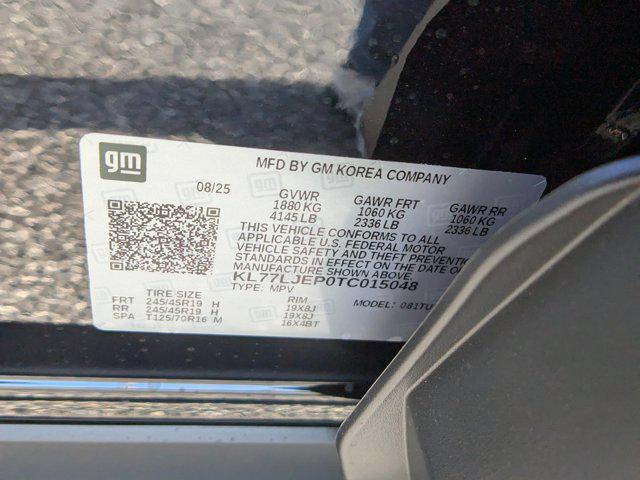 gm
MFD BY GM KOREA COMPANY
08/25 GVWR GAWR FRT GAWR RR
1880 KG 1060 KG 1060 KG
4145 LB 2336 LB 2336 LB
THIS VEHICLE CONFORMS TO ALL
APPLICABLE U.S. FEDERAL MOTOR
VEHICLE SAFETY AND THEFT PREVENTION
STANDARDS IN EFFECT ON THE DATE OF
MANUFACTURE SHOWN ABOVE.
KL77LJEP0TC015048
TYPE: MPV MODEL: 081TU
TIRE SIZE RIM
FRT 245/45R19 H 19X8J
RR 245/45R19 H 19X8J
SPA T125/70R16 M 16X4BT